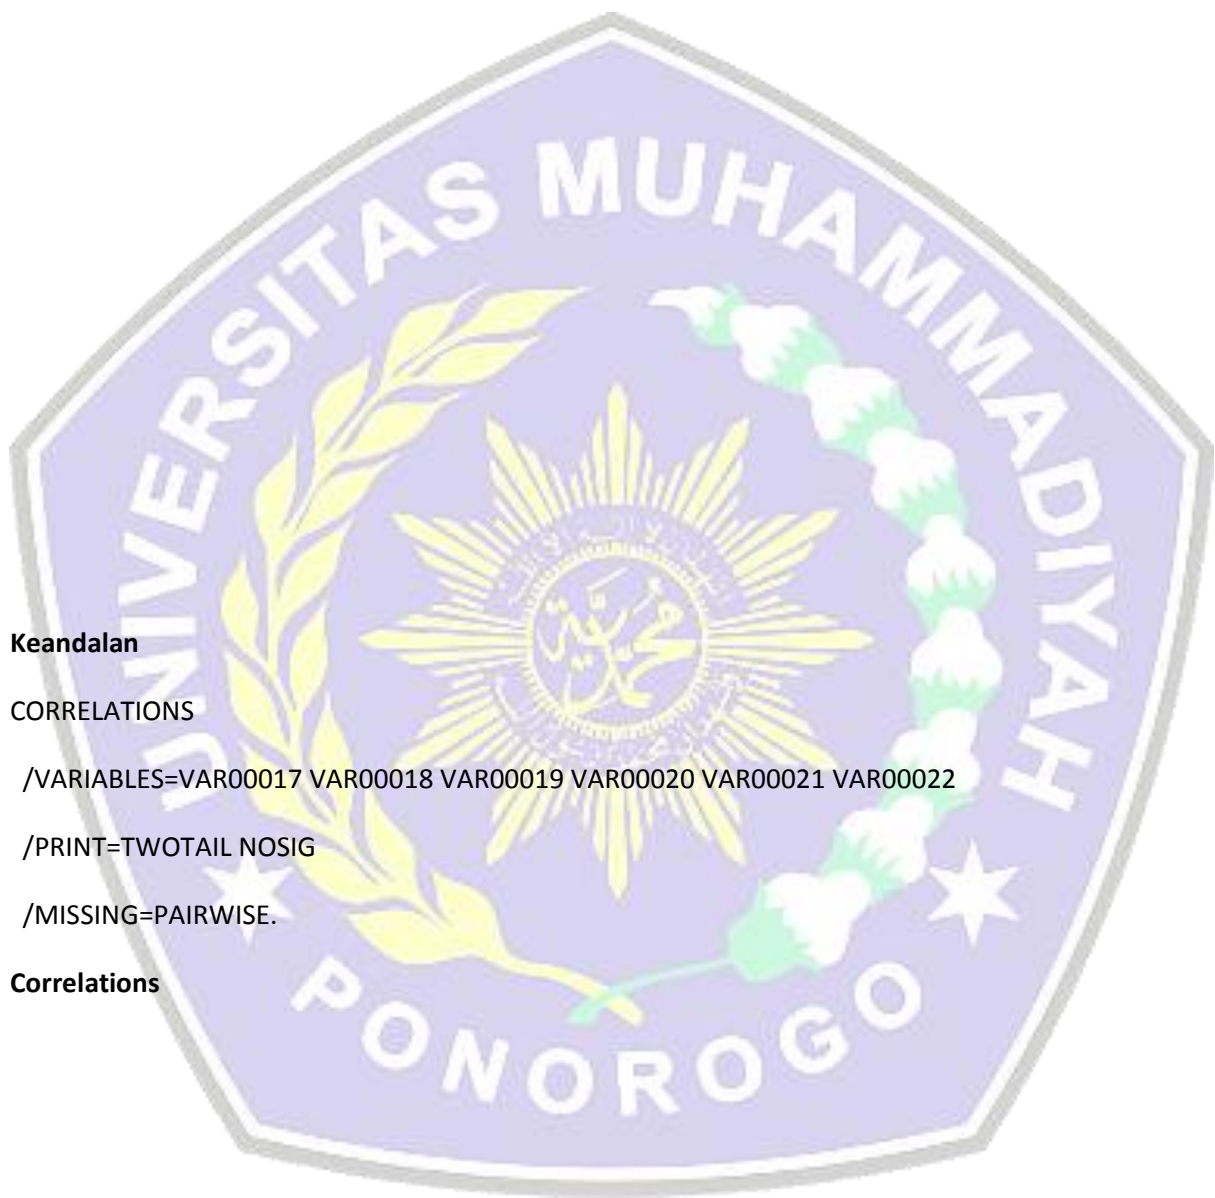 UNIVERSITAS MUHAMMADIYAH
Keandalan
CORRELATIONS
/VARIABLES=VAR00017 VAR00018 VAR00019 VAR00020 VAR00021 VAR00022
/PRINT=TWOTAIL NOSIG
/MISSING=PAIRWISE.
Correlations
PONOROGO